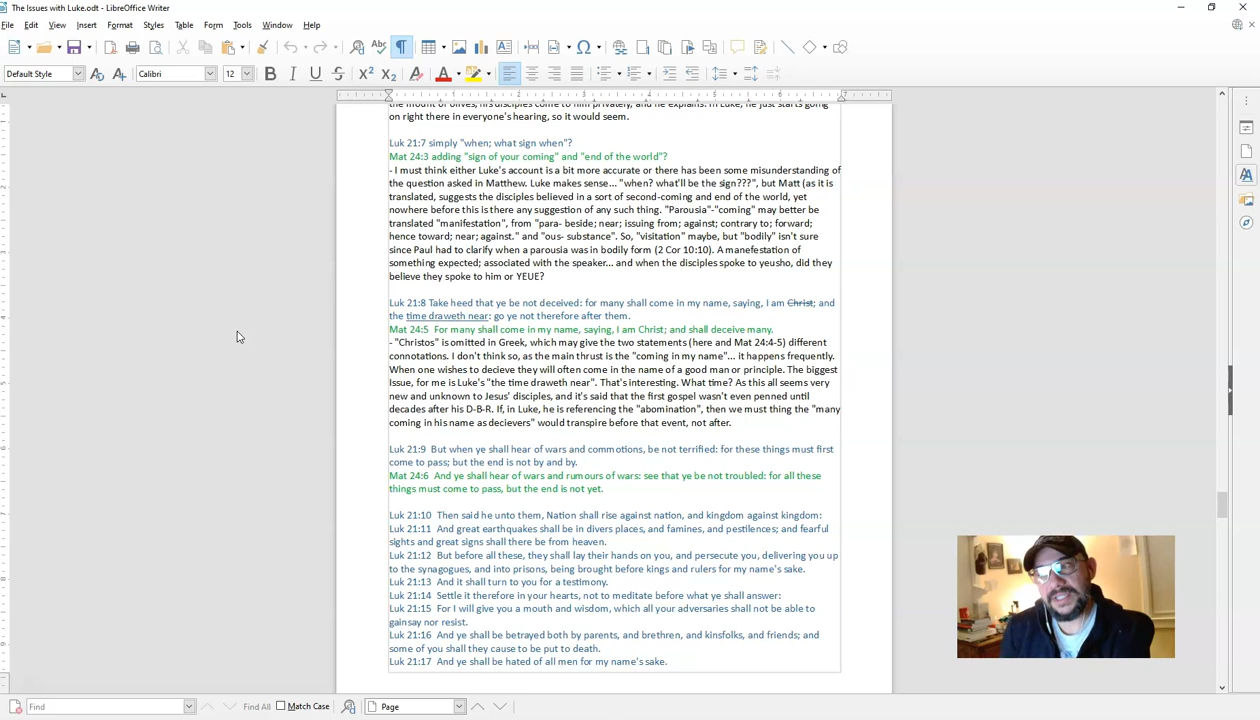 The Issues with Luke.odt - LibreOffice Writer
File Edit View Insert Format Styles Table Form Tools Window Help
Default Style Calibri 12
1 2 3 4 5 6 7
the mount of olives, his disciples come to him privately, and he explains. In Luke, he just starts going
on right there in everyone's hearing, so it would seem.
Luk 21:7 simply "when; what sign when"?
Mat 24:3 adding "sign of your coming" and "end of the world"?
- I must think either Luke's account is a bit more accurate or there has been some misunderstanding of
the question asked in Matthew. Luke makes sense... "when? what'll be the sign???", but Matt (as it is
translated, suggests the disciples believed in a sort of second-coming and end of the world, yet
nowhere before this is there any suggestion of any such thing. "Parousia"-"coming" may better be
translated "manifestation", from "para- beside; near; issuing from; against; contrary to; forward;
hence toward; near; against." and "ous- substance". So, "visitation" maybe, but "bodily" isn't sure
since Paul had to clarify when a parousia was in bodily form (2 Cor 10:10). A manefestation of
something expected; associated with the speaker... and when the disciples spoke to yeusho, did they
believe they spoke to him or YEUE?
Luk 21:8 Take heed that ye be not deceived: for many shall come in my name, saying, I am Christ; and
the time draweth near: go ye not therefore after them.
Mat 24:5 For many shall come in my name, saying, I am Christ; and shall deceive many.
- "Christos" is omitted in Greek, which may give the two statements (here and Mat 24:4-5) different
connotations. I don't think so, as the main thrust is the "coming in my name"... it happens frequently.
When one wishes to decieve they will often come in the name of a good man or principle. The biggest
Issue, for me is Luke's "the time draweth near". That's interesting. What time? As this all seems very
new and unknown to Jesus' disciples, and it's said that the first gospel wasn't even penned until
decades after his D-B-R. If, in Luke, he is referencing the "abomination", then we must thing the "many
coming in his name as decievers" would transpire before that event, not after.
Luk 21:9 But when ye shall hear of wars and commotions, be not terrified: for these things must first
come to pass; but the end is not by and by.
Mat 24:6 And ye shall hear of wars and rumours of wars: see that ye be not troubled: for all these
things must come to pass, but the end is not yet.
Luk 21:10 Then said he unto them, Nation shall rise against nation, and kingdom against kingdom:
Luk 21:11 And great earthquakes shall be in divers places, and famines, and pestilences; and fearful
sights and great signs shall there be from heaven.
Luk 21:12 But before all these, they shall lay their hands on you, and persecute you, delivering you up
to the synagogues, and into prisons, being brought before kings and rulers for my name's sake.
Luk 21:13 And it shall turn to you for a testimony.
Luk 21:14 Settle it therefore in your hearts, not to meditate before what ye shall answer:
Luk 21:15 For I will give you a mouth and wisdom, which all your adversaries shall not be able to
gainsay nor resist.
Luk 21:16 And ye shall be betrayed both by parents, and brethren, and kinsfolks, and friends; and
some of you shall they cause to be put to death.
Luk 21:17 And ye shall be hated of all men for my name's sake.
Find Find All Match Case Page